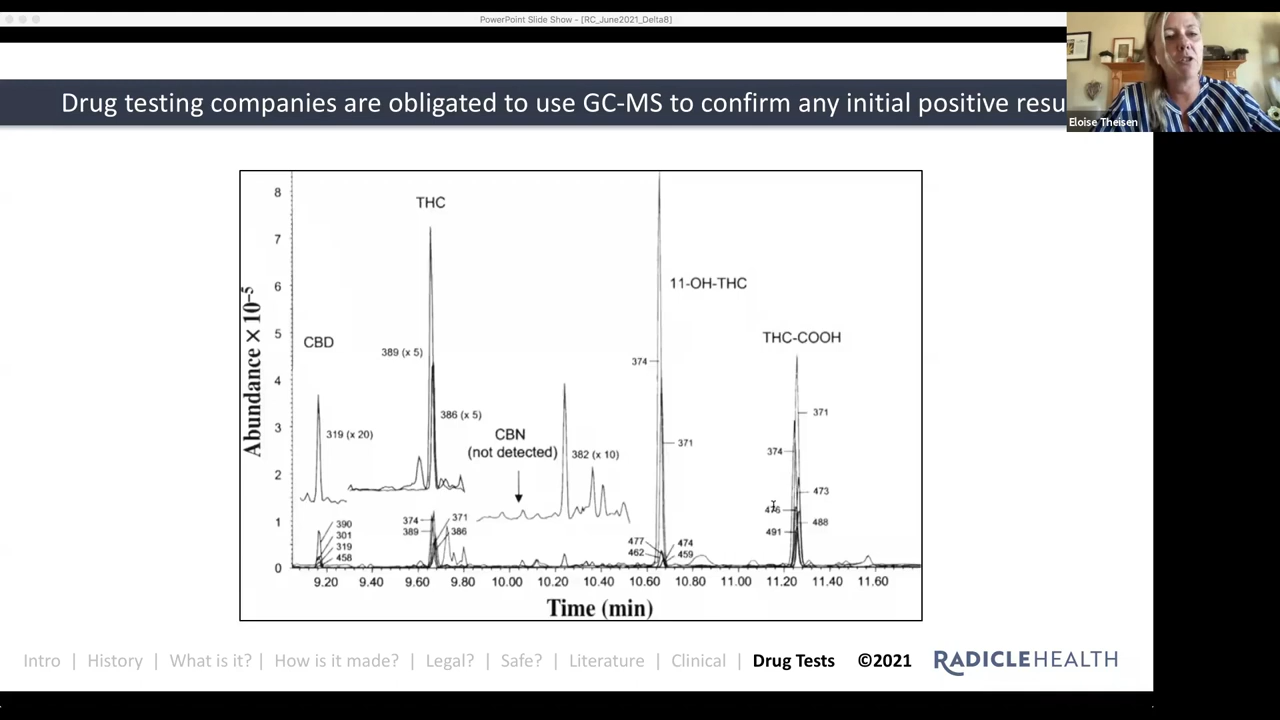 PowerPoint Slide Show - [RC_June2021_Delta8]
Drug testing companies are obligated to use GC-MS to confirm any initial positive resu
Eloise Theisen
8
7
6
5
4
3
2
1
0
Abundance × 10⁻⁵
THC
CBD
389 (x 5)
386 (x 5)
319 (x 20)
CBN
(not detected)
382 (x 10)
11-OH-THC
374
371
THC-COOH
371
374
473
476
488
491
390
301
319
458
374
389
371
386
477
462
474
459
9.20 9.40 9.60 9.80 10.00 10.20 10.40 10.60 10.80 11.00 11.20 11.40 11.60
Time (min)
Intro | History | What is it? | How is it made? | Legal? | Safe? | Literature | Clinical | Drug Tests ©2021 RADICLEHEALTH